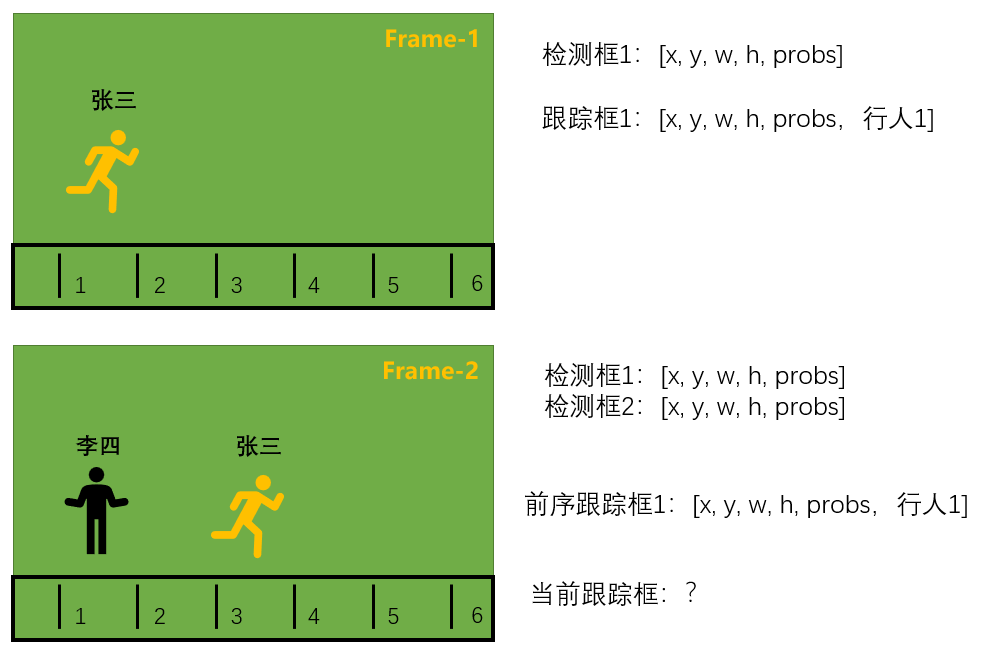 Frame-1
张三
1 2 3 4 5 6
检测框1：[x, y, w, h, probs]
跟踪框1：[x, y, w, h, probs，行人1]
Frame-2
李四 张三
1 2 3 4 5 6
检测框1：[x, y, w, h, probs]
检测框2：[x, y, w, h, probs]
前序跟踪框1：[x, y, w, h, probs，行人1]
当前跟踪框：？